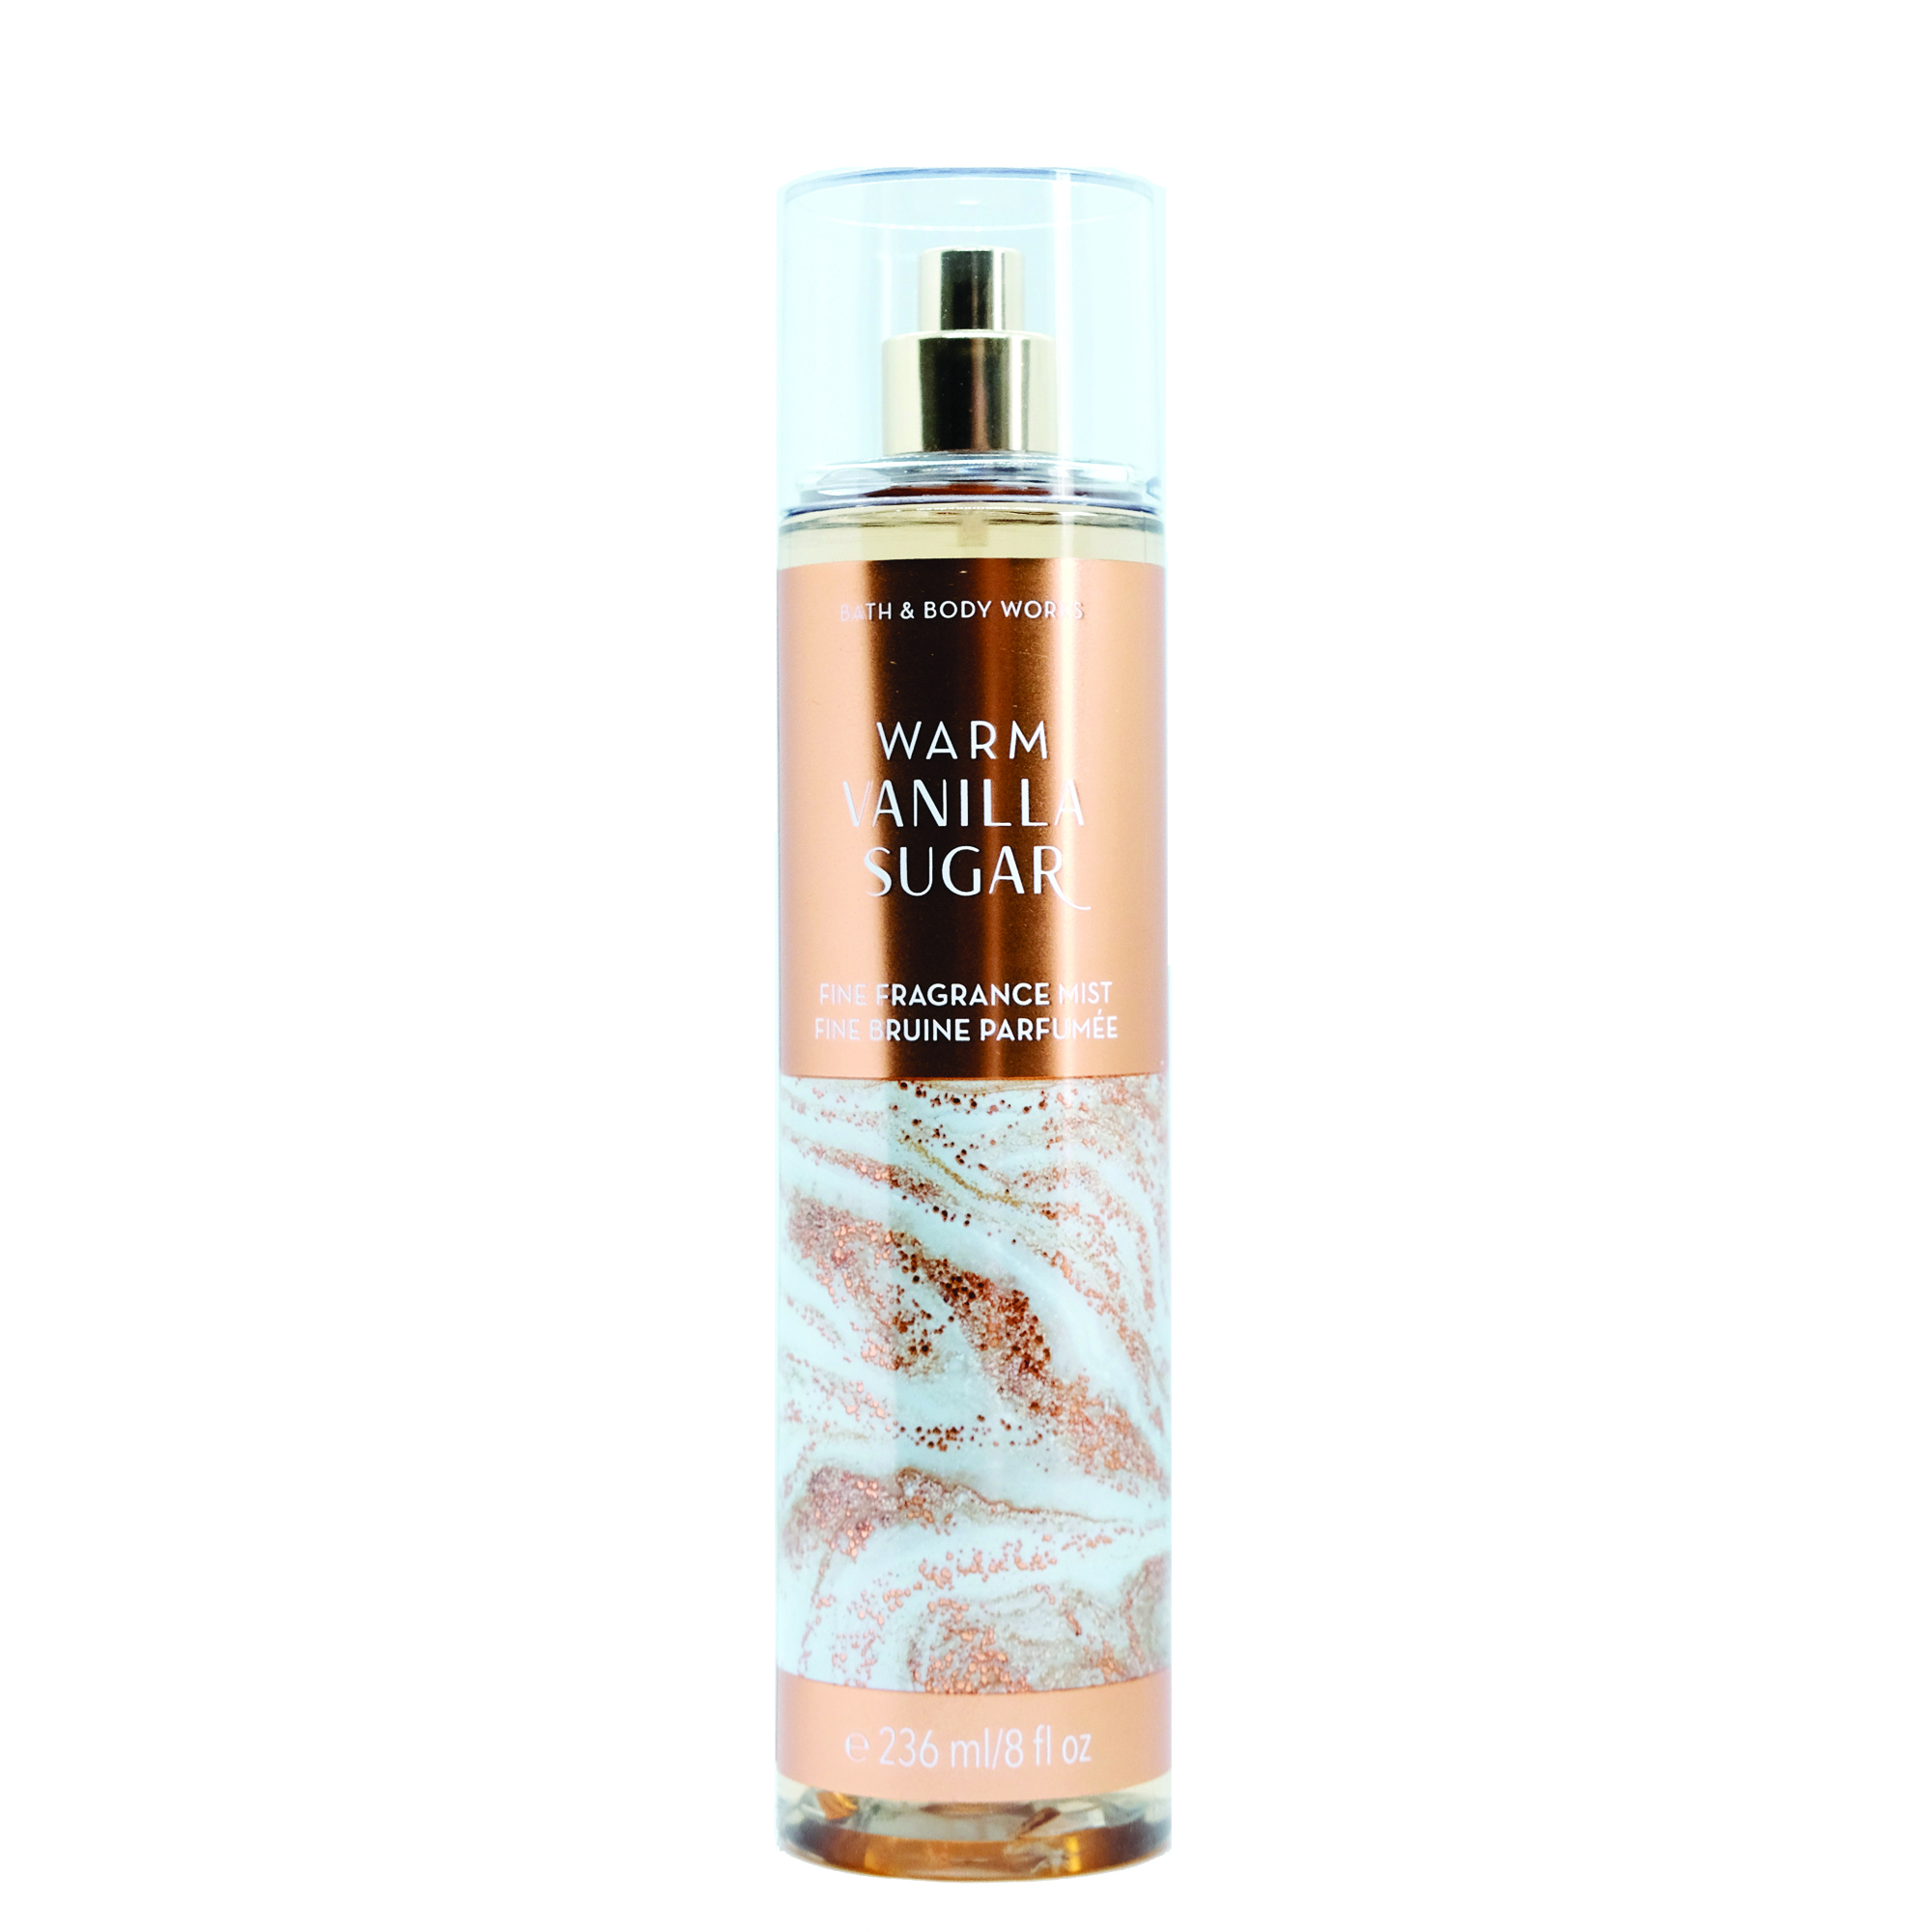 BATH & BODY WORKS
WARM
VANILLA
SUGAR
FINE FRAGRANCE MIST
FINE BRUINE PARFUMÉE
℮ 236 ml/8 fl oz